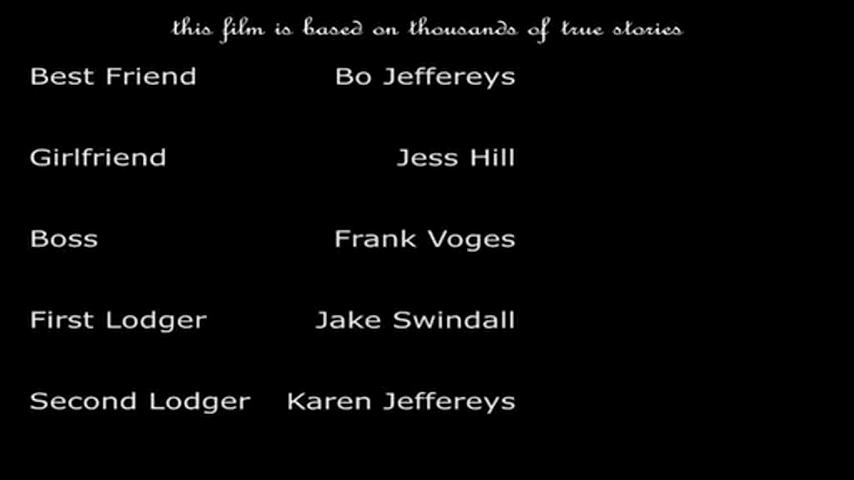 this film is based on thousands of true stories
Best Friend Bo Jeffereys
Girlfriend Jess Hill
Boss Frank Voges
First Lodger Jake Swindall
Second Lodger Karen Jeffereys